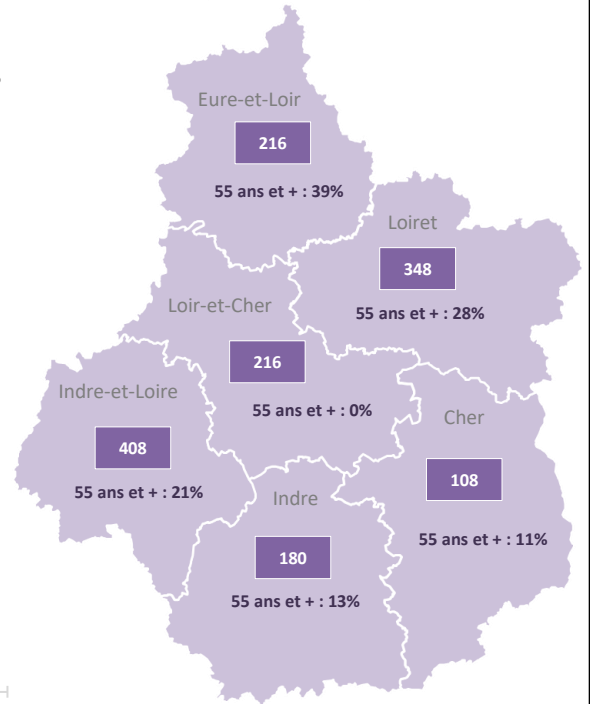 Eure-et-Loir
216
55 ans et + : 39%
Loiret
348
55 ans et + : 28%
Loir-et-Cher
216
55 ans et + : 0%
Indre-et-Loire
408
55 ans et + : 21%
Cher
108
55 ans et + : 11%
Indre
180
55 ans et + : 13%